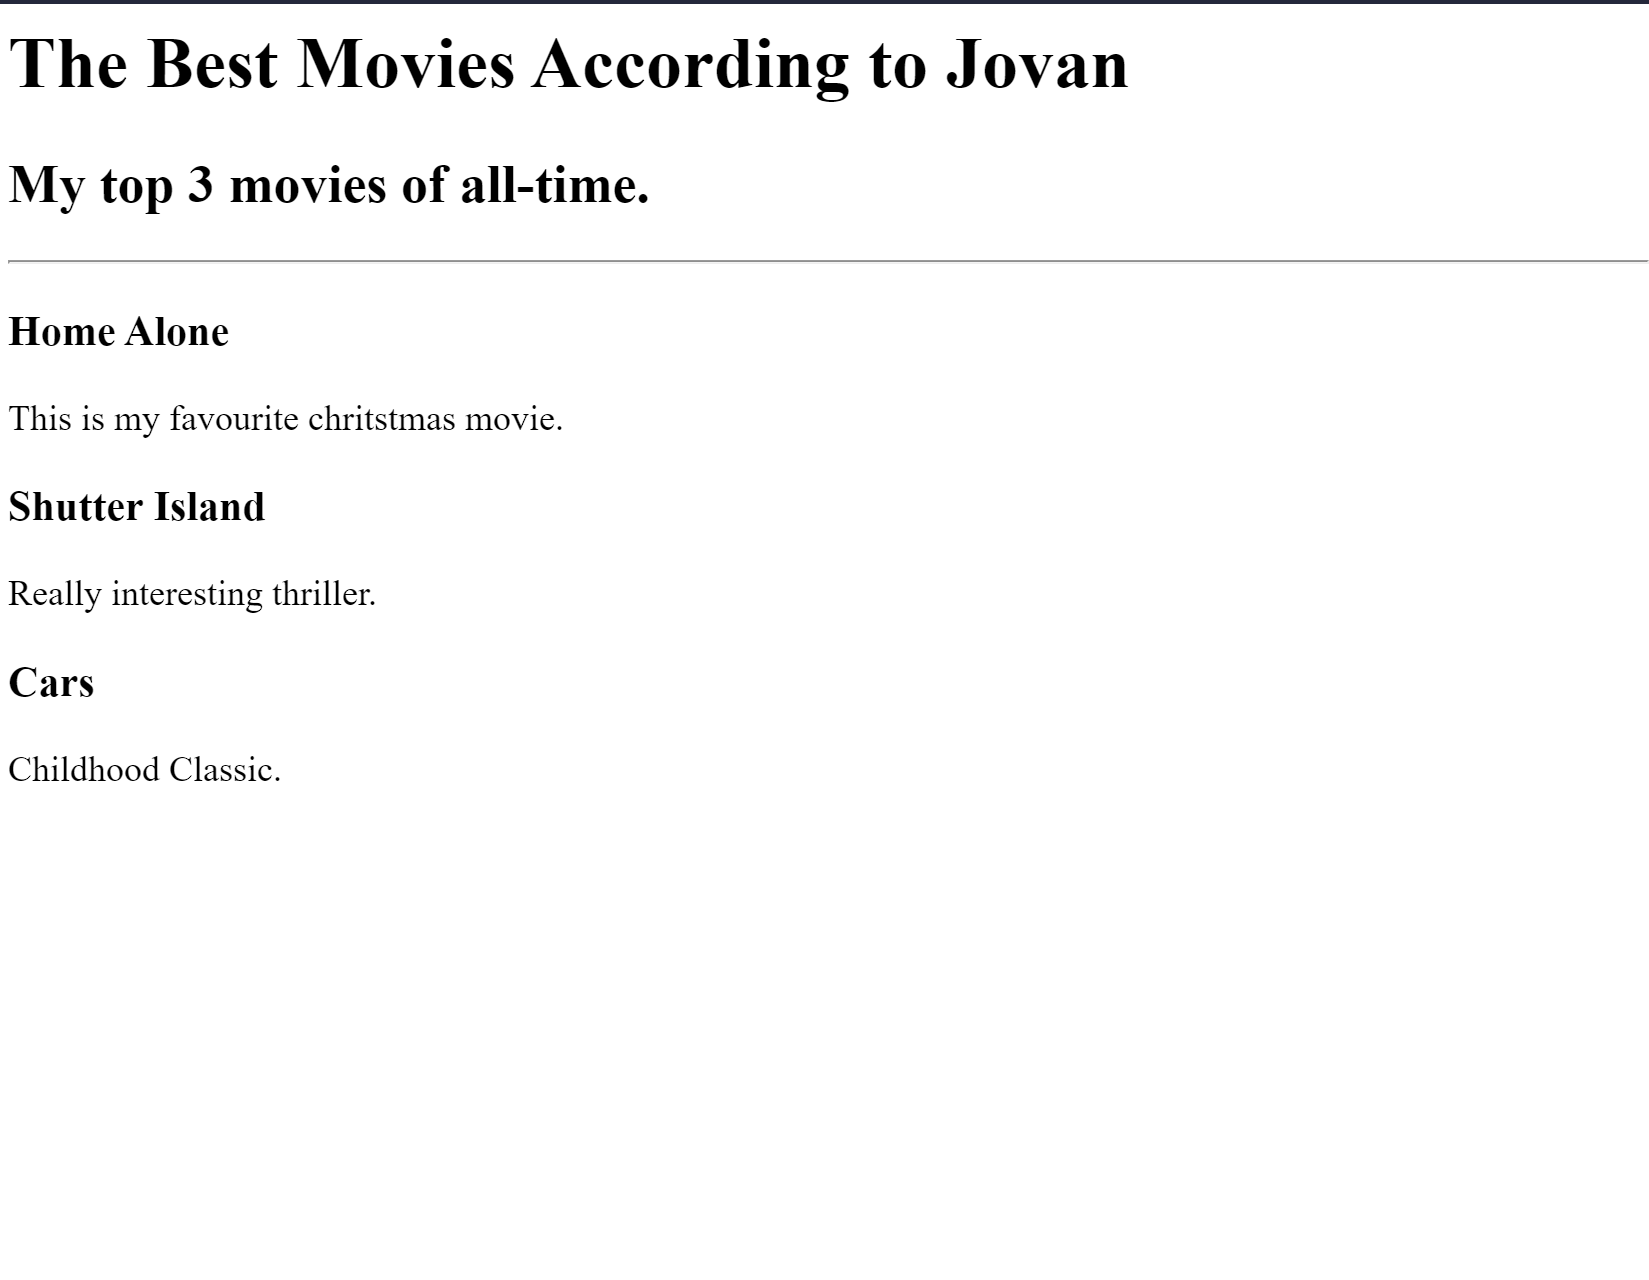 The Best Movies According to Jovan
My top 3 movies of all-time.
Home Alone
This is my favourite chritstmas movie.
Shutter Island
Really interesting thriller.
Cars
Childhood Classic.